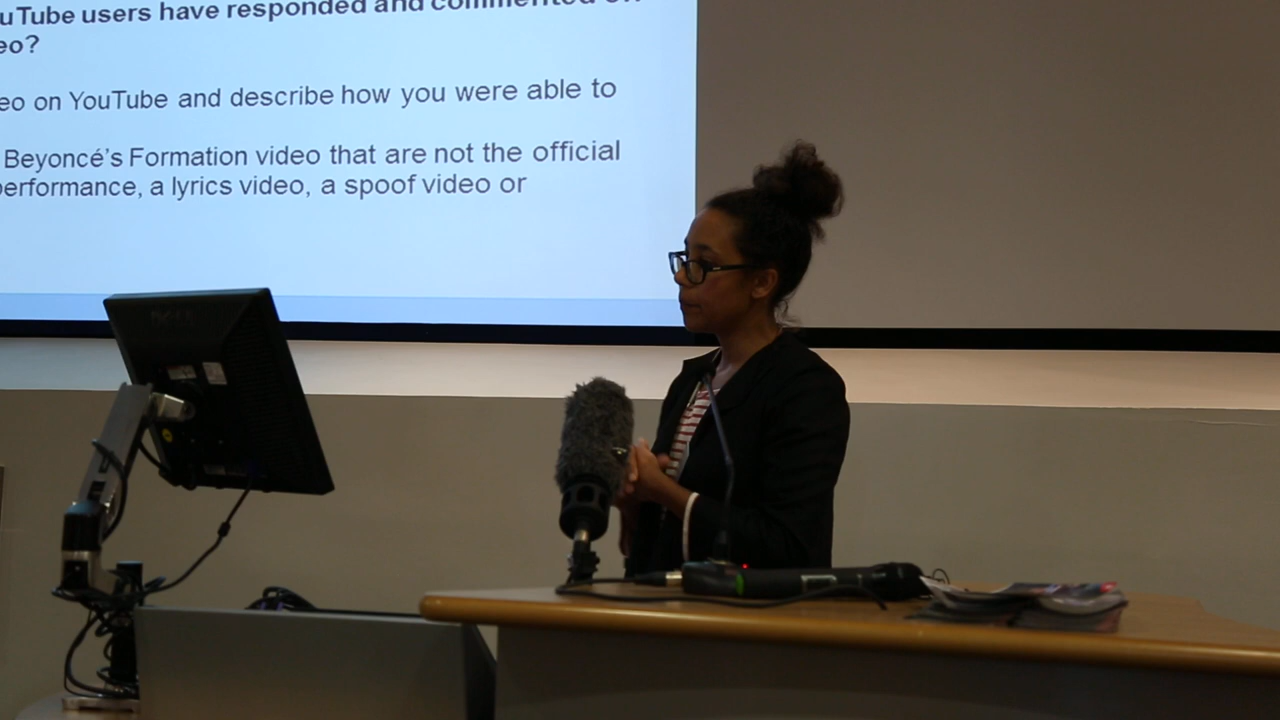 uTube users have responded and commented on
eo?
eo on YouTube and describe how you were able to
Beyoncé's Formation video that are not the official
performance, a lyrics video, a spoof video or